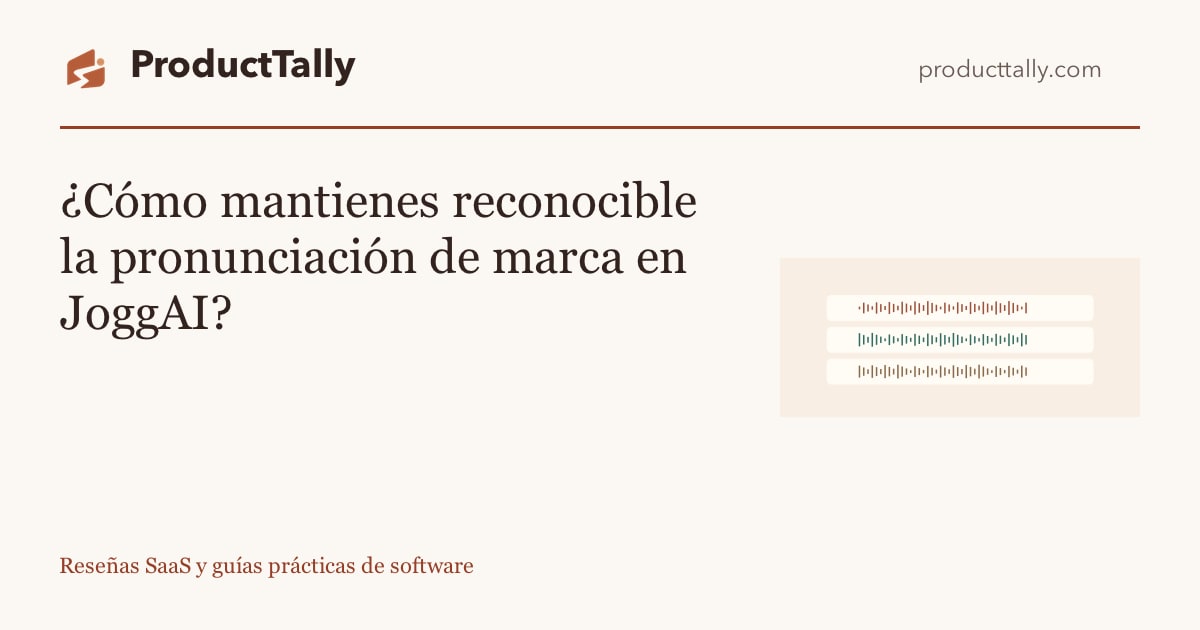 ProductTally
producttally.com
¿Cómo mantienes reconocible
la pronunciación de marca en
JoggAI?
Reseñas SaaS y guías prácticas de software